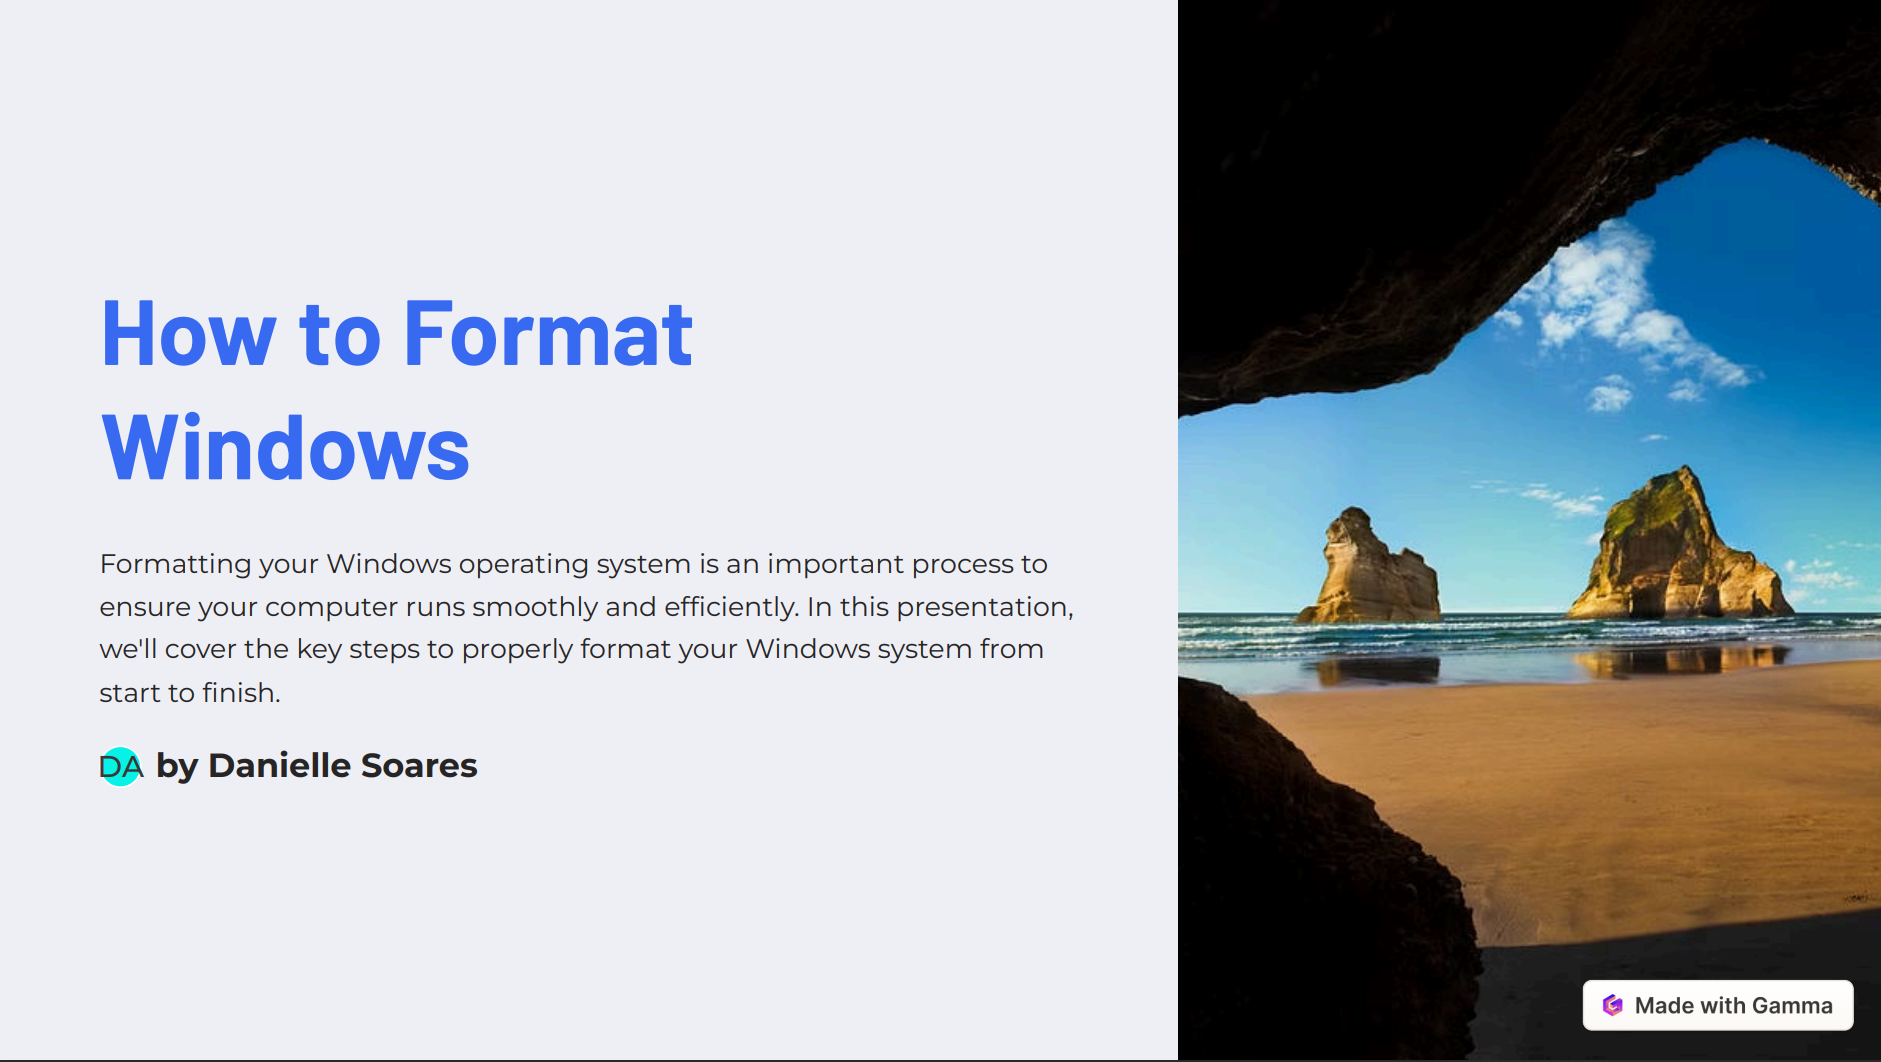 How to Format
Windows
Formatting your Windows operating system is an important process to
ensure your computer runs smoothly and efficiently. In this presentation,
we'll cover the key steps to properly format your Windows system from
start to finish.
DA by Danielle Soares
Made with Gamma